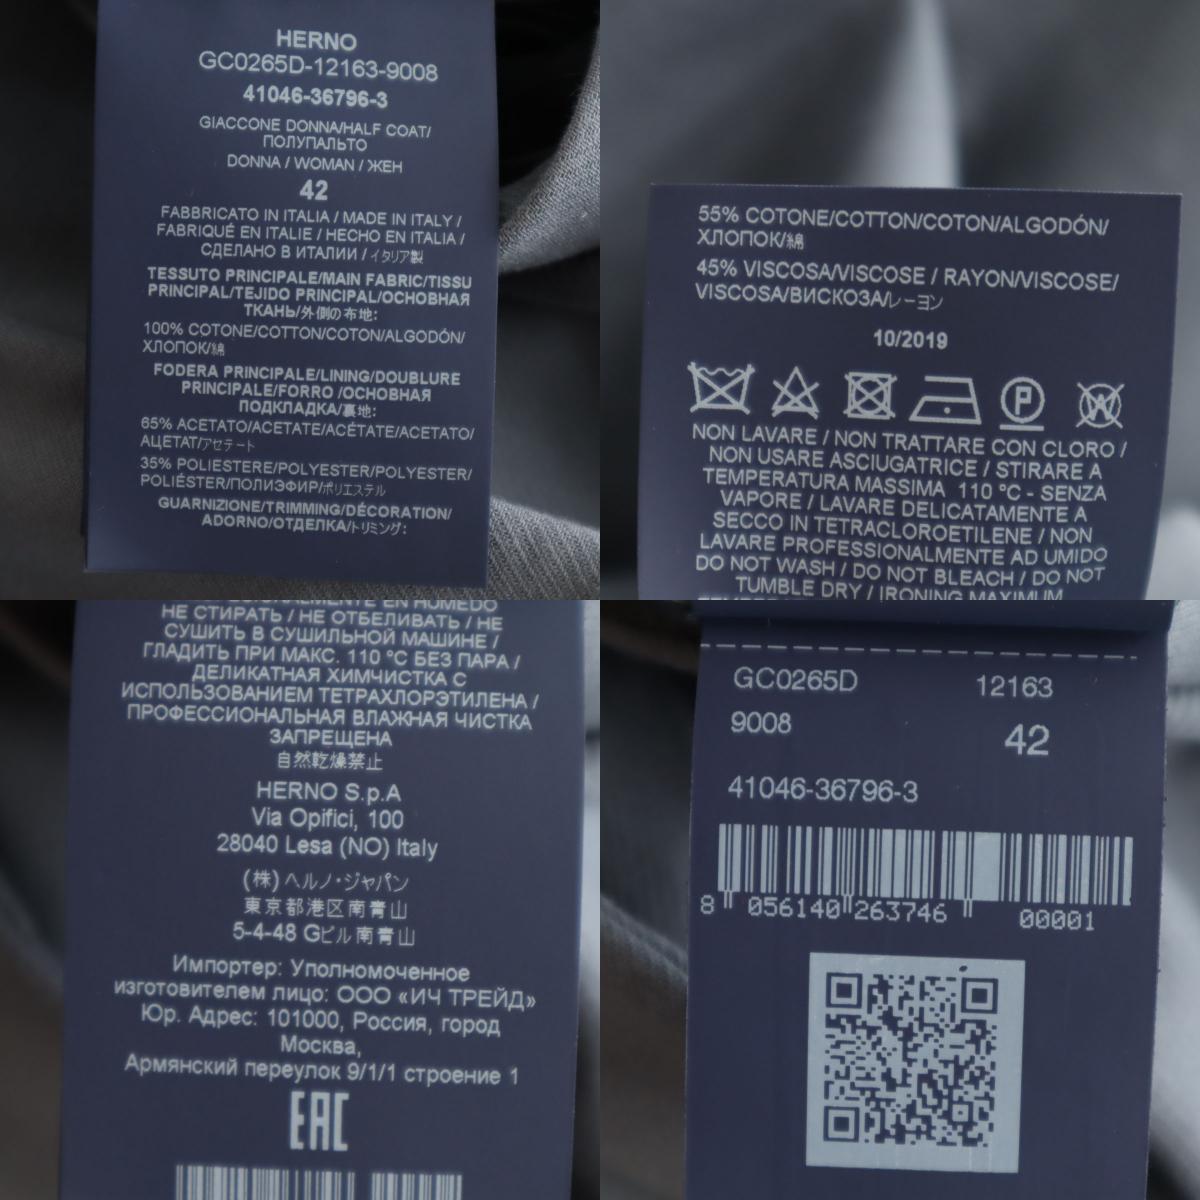 HERNO
GC0265D-12163-9008
41046-36796-3
GIACCONE DONNA/HALF COAT/
ПОЛУПАЛЬТО
DONNA / WOMAN / ЖЕН
42
FABBRICATO IN ITALIA / MADE IN ITALY /
FABRIQUÉ EN ITALIE / HECHO EN ITALIA /
СДЕЛАНО В ИТАЛИИ / イタリア製
TESSUTO PRINCIPALE/MAIN FABRIC/TISSU
PRINCIPAL/TEJIDO PRINCIPAL/ОСНОВНАЯ
ТКАНЬ/外側の布地:
100% COTONE/COTTON/COTON/ALGODÓN/
ХЛОПОК/綿
FODERA PRINCIPALE/LINING/DOUBLURE
PRINCIPALE/FORRO /ОСНОВНАЯ
ПОДКЛАДКА/裏地:
65% ACETATO/ACETATE/ACÉTATE/ACETATO/
АЦЕТАТ/アセテート
35% POLIESTERE/POLYESTER/POLYESTER/
POLIÉSTER/ПОЛИЭФИР/ポリエステル
GUARNIZIONE/TRIMMING/DÉCORATION/
ADORNO/ОТДЕЛКА/トリミング:
55% COTONE/COTTON/COTON/ALGODÓN/
ХЛОПОК/綿
45% VISCOSA/VISCOSE / RAYON/VISCOSE/
VISCOSA/ВИСКОЗА/レーヨン
10/2019
P
W
NON LAVARE / NON TRATTARE CON CLORO /
NON USARE ASCIUGATRICE / STIRARE A
TEMPERATURA MASSIMA 110 °C - SENZA
VAPORE / LAVARE DELICATAMENTE A
SECCO IN TETRACLOROETILENE / NON
LAVARE PROFESSIONALMENTE AD UMIDO
DO NOT WASH / DO NOT BLEACH / DO NOT
TUMBLE DRY / IRONING MAXIMUM
EN HÚMEDO
НЕ СТИРАТЬ / НЕ ОТБЕЛИВАТЬ / НЕ
СУШИТЬ В СУШИЛЬНОЙ МАШИНЕ /
ГЛАДИТЬ ПРИ МАКС. 110 °C БЕЗ ПАРА /
ДЕЛИКАТНАЯ ХИМЧИСТКА С
ИСПОЛЬЗОВАНИЕМ ТЕТРАХЛОРЭТИЛЕНА /
ПРОФЕССИОНАЛЬНАЯ ВЛАЖНАЯ ЧИСТКА
ЗАПРЕЩЕНА
自然乾燥禁止
HERNO S.p.A
Via Opifici, 100
28040 Lesa (NO) Italy
(株) ヘルノ・ジャパン
東京都港区南青山
5-4-48 Gビル南青山
Импортер: Уполномоченное
изготовителем лицо: ООО «ИЧ ТРЕЙД»
Юр. Адрес: 101000, Россия, город
Москва,
Армянский переулок 9/1/1 строение 1
EAC
GC0265D 12163
9008 42
41046-36796-3
8 056140 263746 00001